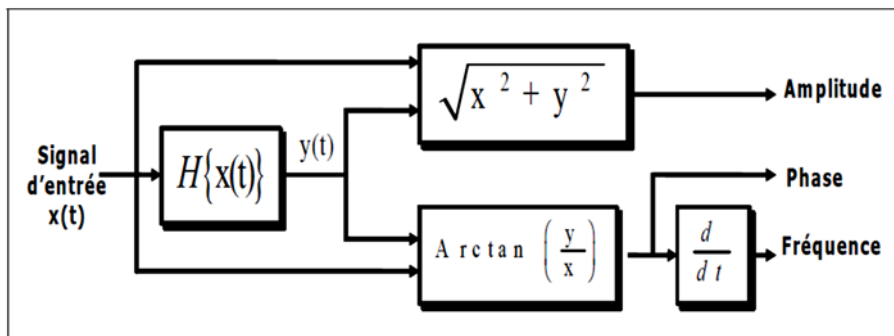 Signal
d'entrée
x(t)
H{x(t)}
y(t)
√(x² + y²)
Amplitude
Arctan (y/x)
Phase
d/dt
Fréquence